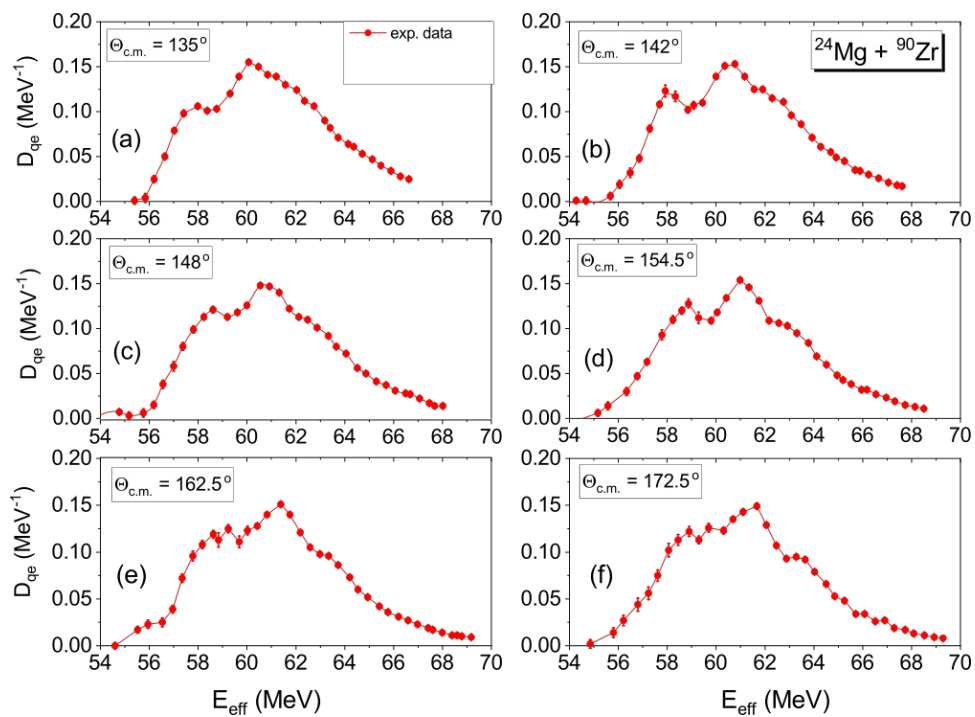 Θc.m. = 135°
exp. data
(a)
0.20
0.15
0.10
0.05
0.00
Dqe (MeV⁻¹)
54 56 58 60 62 64 66 68 70
Θc.m. = 142°
²⁴Mg + ⁹⁰Zr
(b)
0.20
0.15
0.10
0.05
0.00
54 56 58 60 62 64 66 68 70
Θc.m. = 148°
(c)
0.20
0.15
0.10
0.05
0.00
Dqe (MeV⁻¹)
54 56 58 60 62 64 66 68 70
Θc.m. = 154.5°
(d)
0.20
0.15
0.10
0.05
0.00
54 56 58 60 62 64 66 68 70
Θc.m. = 162.5°
(e)
0.20
0.15
0.10
0.05
0.00
Dqe (MeV⁻¹)
54 56 58 60 62 64 66 68 70
Eeff (MeV)
Θc.m. = 172.5°
(f)
0.20
0.15
0.10
0.05
0.00
54 56 58 60 62 64 66 68 70
Eeff (MeV)